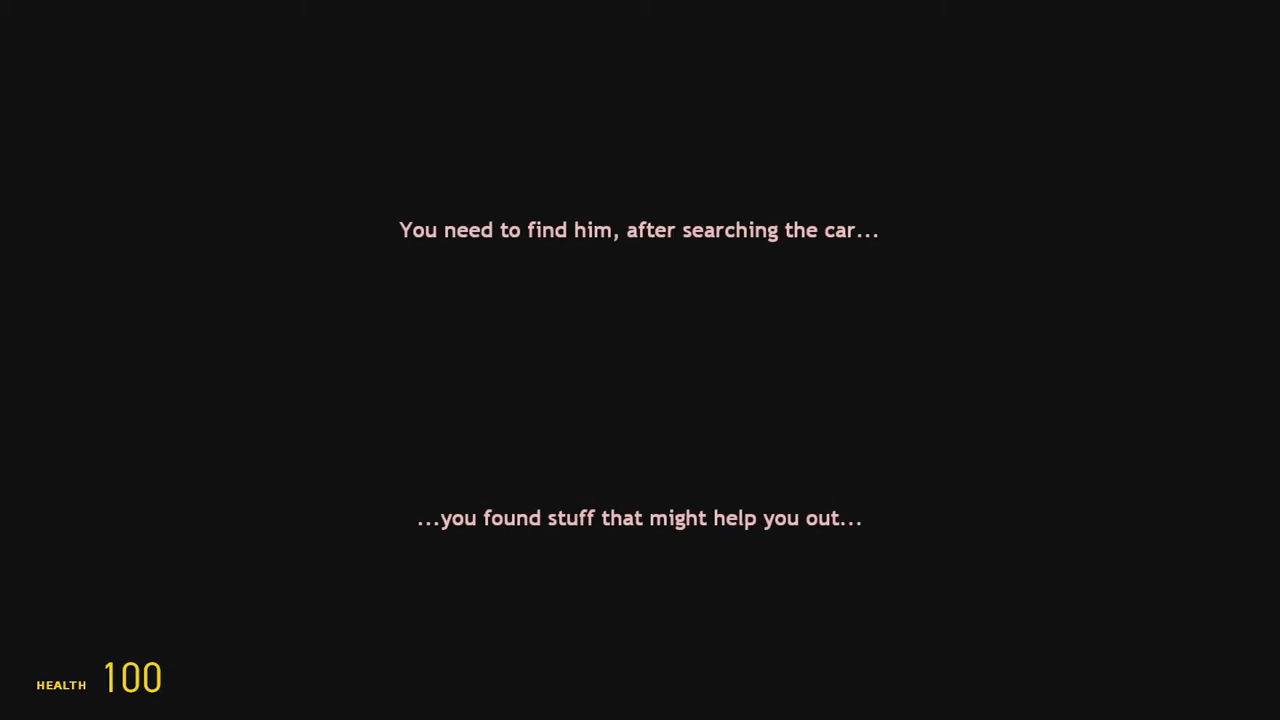 You need to find him, after searching the car...
...you found stuff that might help you out...
HEALTH 100